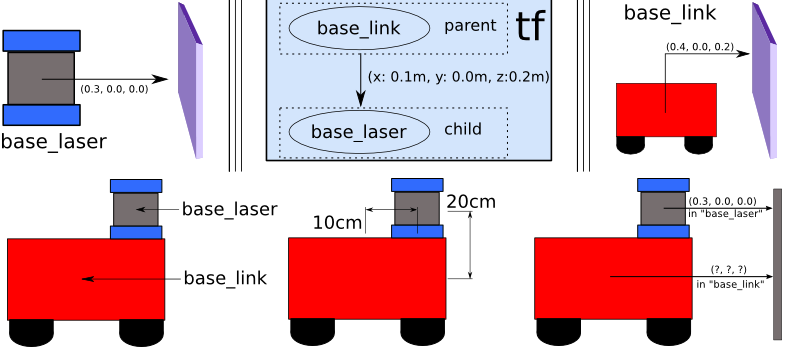 (0.3, 0.0, 0.0)
base_laser
base_link
parent
tf
(x: 0.1m, y: 0.0m, z:0.2m)
base_laser
child
base_link
(0.4, 0.0, 0.2)
base_laser
base_link
10cm
20cm
(0.3, 0.0, 0.0)
in "base_laser"
(?, ?, ?)
in "base_link"